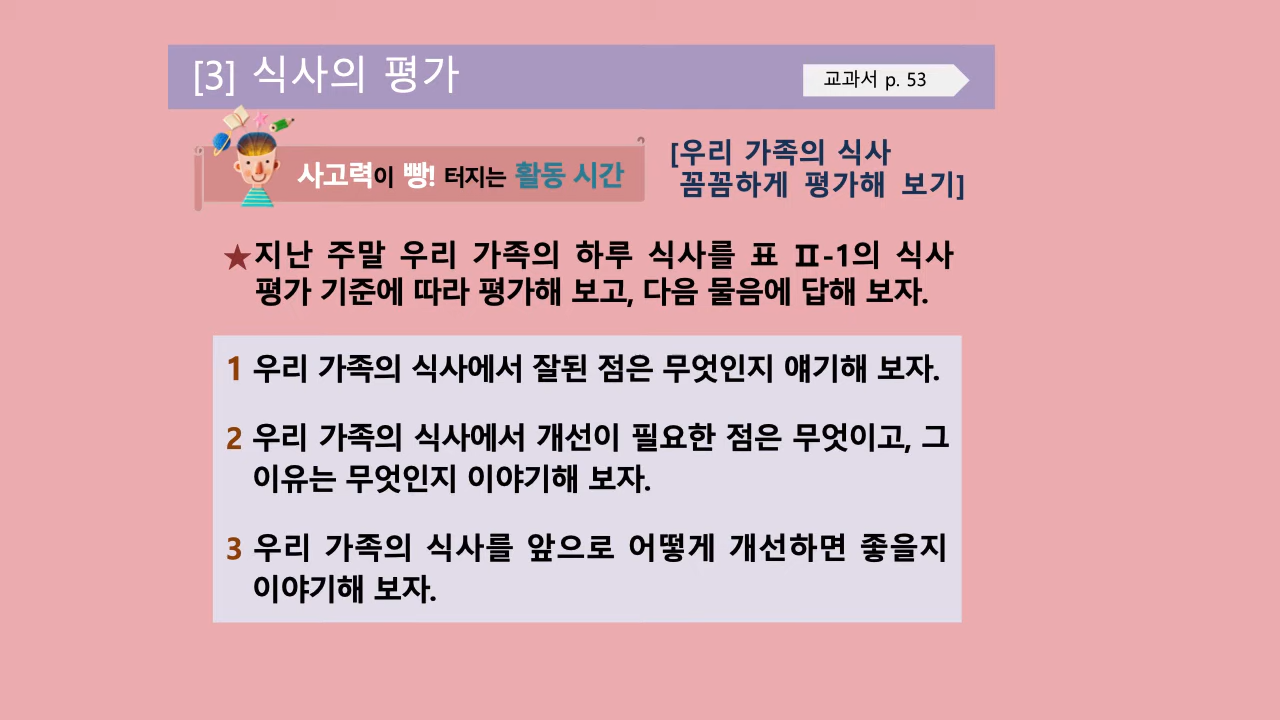 [3] 식사의 평가
교과서 p. 53
사고력이 빵! 터지는 활동 시간
[우리 가족의 식사
꼼꼼하게 평가해 보기]
★지난 주말 우리 가족의 하루 식사를 표 Ⅱ-1의 식사
평가 기준에 따라 평가해 보고, 다음 물음에 답해 보자.
1 우리 가족의 식사에서 잘된 점은 무엇인지 얘기해 보자.
2 우리 가족의 식사에서 개선이 필요한 점은 무엇이고, 그
이유는 무엇인지 이야기해 보자.
3 우리 가족의 식사를 앞으로 어떻게 개선하면 좋을지
이야기해 보자.